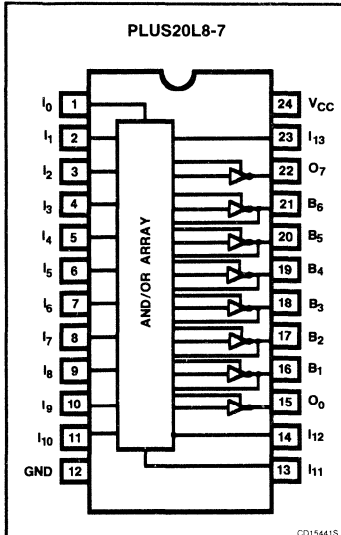 PLUS20L8-7
I0 1 24 VCC
I1 2 23 I13
I2 3 22 O7
I3 4 21 B6
I4 5 20 B5
I5 6 19 B4
I6 7 18 B3
I7 8 17 B2
I8 9 16 B1
I9 10 15 O0
I10 11 14 I12
GND 12 13 I11
AND/OR ARRAY
CD15441S